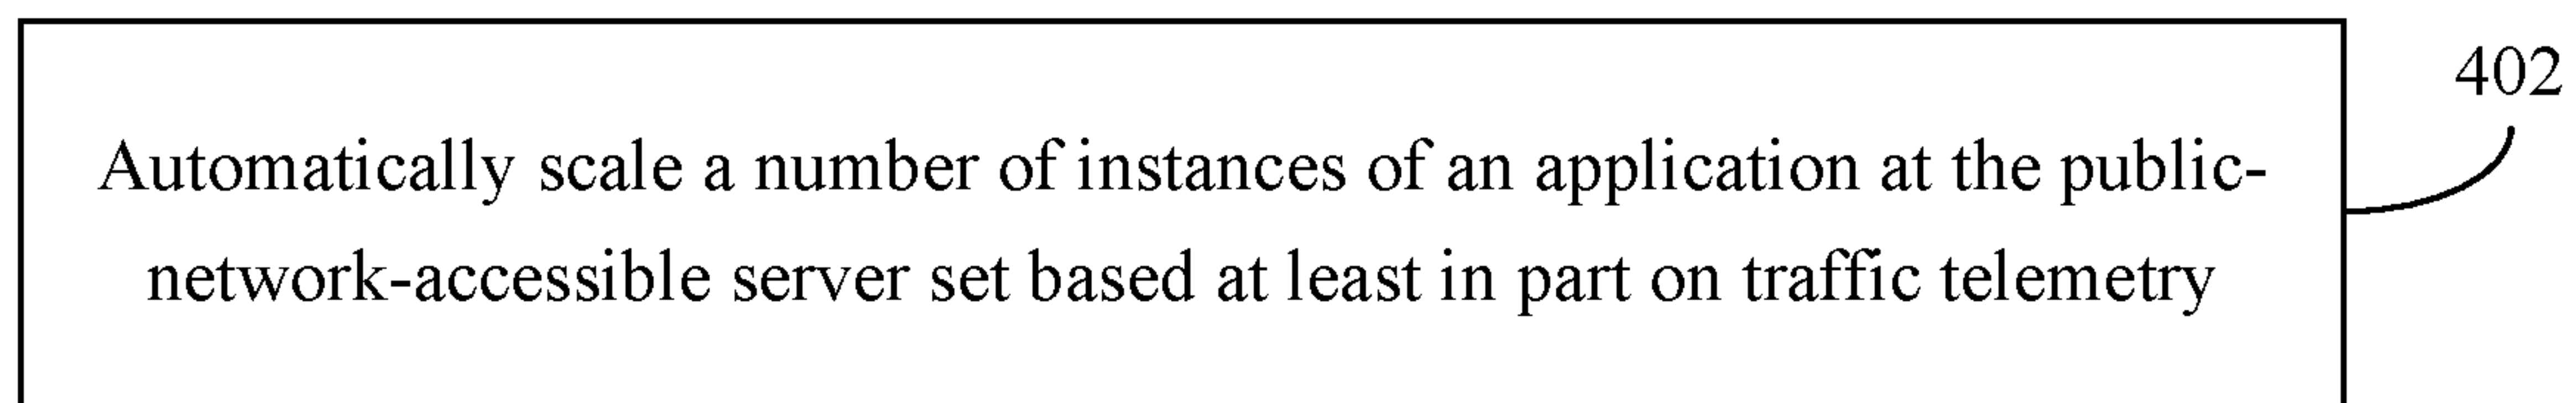 402
Automatically scale a number of instances of an application at the public-
network-accessible server set based at least in part on traffic telemetry